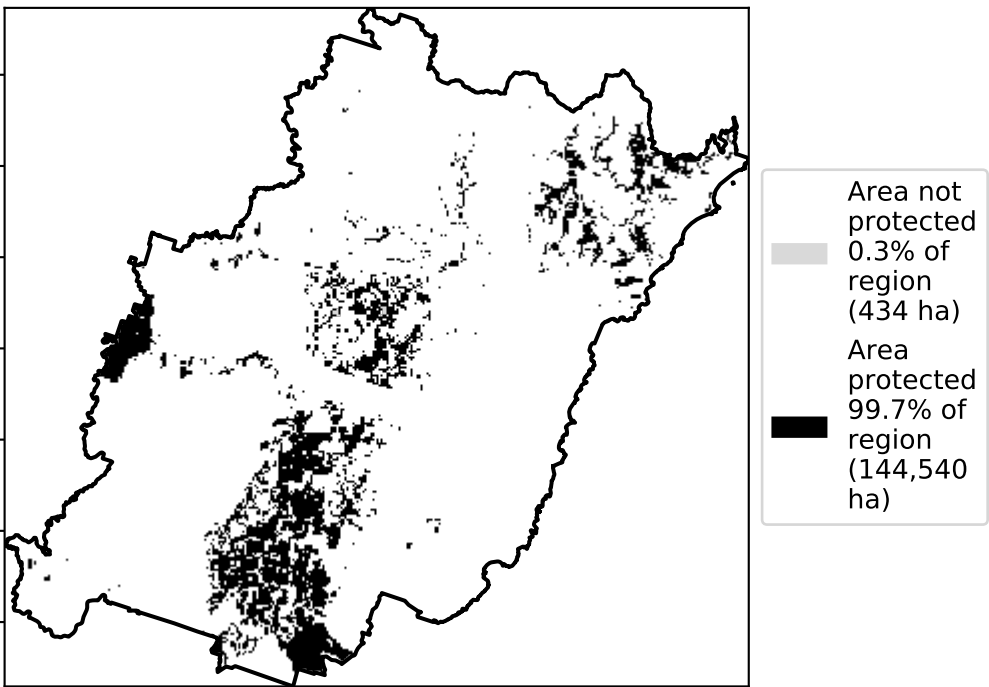 Area not
protected
0.3% of
region
(434 ha)
Area
protected
99.7% of
region
(144,540
ha)